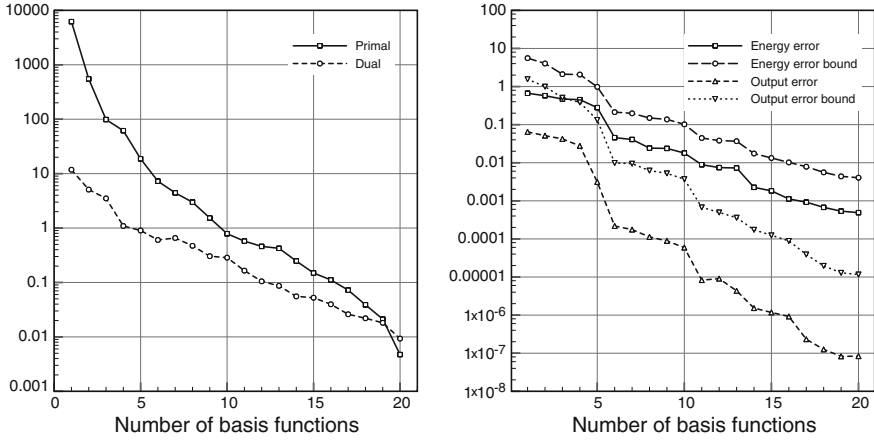 10000
1000
100
10
1
0.1
0.01
0.001
0 5 10 15 20
Number of basis functions
Primal
Dual
100
10
1
0.1
0.01
0.001
0.0001
0.00001
1x10-6
1x10-7
1x10-8
5 10 15 20
Number of basis functions
Energy error
Energy error bound
Output error
Output error bound